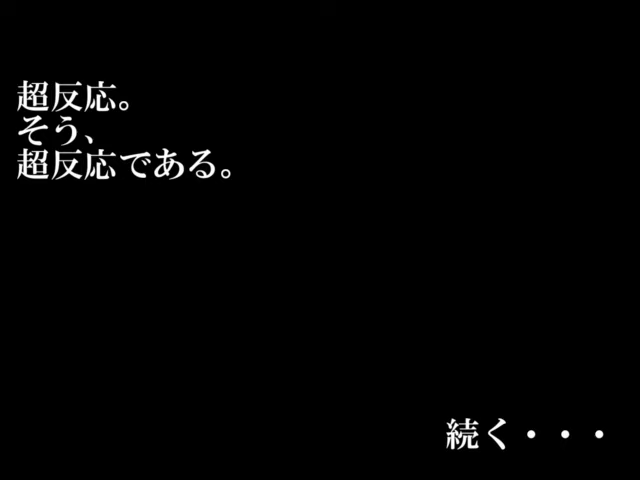 超反応。
そう、
超反応である。
続く・・・